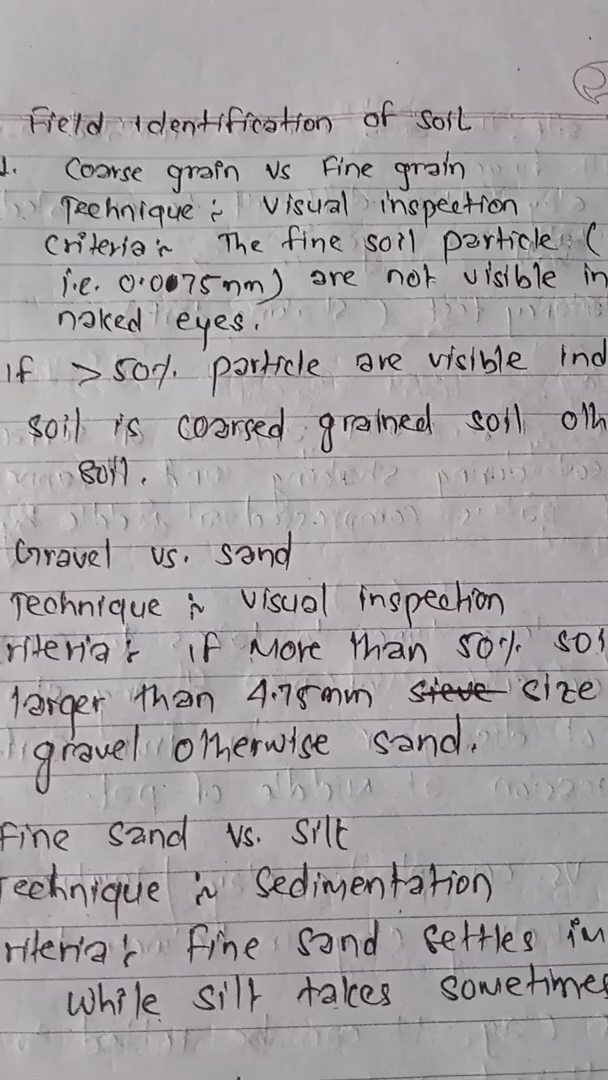 Field identification of soil
1. Coarse grain vs Fine grain
Technique :- Visual inspection
Criteria :- The fine soil particle (
i.e. 0.0075mm) are not visible in
naked eyes.
if > 50% particle are visible ind
soil is coarsed grained soil oth
soil.
Gravel vs. sand
Technique :- visual inspection
riteria :- if More than 50% soi
larger than 4.75mm sieve size
gravel otherwise sand.
Fine sand vs. silt
Technique :- Sedimentation
riteria :- fine sand settles im
while silt takes sometimes